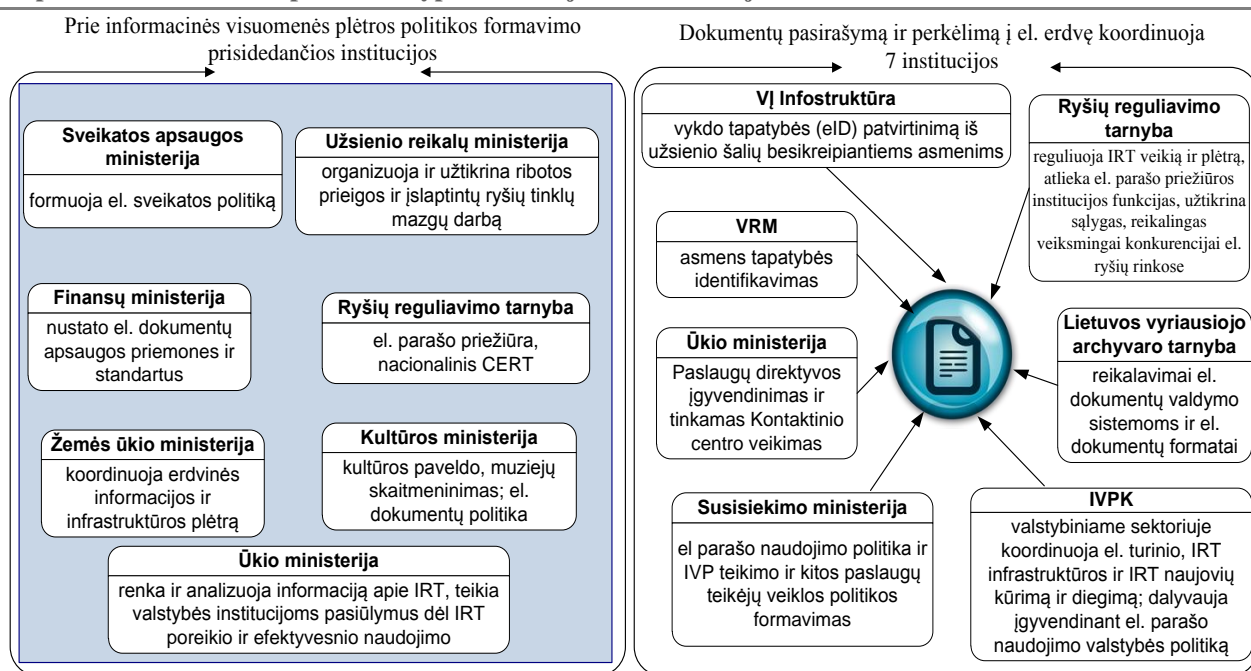 Prie informacinės visuomenės plėtros politikos formavimo
prisidedančios institucijos
Sveikatos apsaugos
ministerija
formuoja el. sveikatos politiką
Užsienio reikalų ministerija
organizuoja ir užtikrina ribotos
prieigos ir įslaptintų ryšių tinklų
mazgų darbą
Finansų ministerija
nustato el. dokumentų
apsaugos priemones ir
standartus
Ryšių reguliavimo tarnyba
el. parašo priežiūra,
nacionalinis CERT
Žemės ūkio ministerija
koordinuoja erdvinės
informacijos ir
infrastruktūros plėtrą
Kultūros ministerija
kultūros paveldo, muziejų
skaitmeninimas; el.
dokumentų politika
Ūkio ministerija
renka ir analizuoja informaciją apie IRT, teikia
valstybės institucijoms pasiūlymus dėl IRT
poreikio ir efektyvesnio naudojimo
Dokumentų pasirašymą ir perkėlimą į el. erdvę koordinuoja
7 institucijos
VĮ Infostruktūra
vykdo tapatybės (eID) patvirtinimą iš
užsienio šalių besikreipiantiems asmenims
Ryšių reguliavimo
tarnyba
reguliuoja IRT veikią ir plėtrą,
atlieka el. parašo priežiūros
institucijos funkcijas, užtikrina
sąlygas, reikalingas
veiksmingai konkurencijai el.
ryšių rinkose
VRM
asmens tapatybės
identifikavimas
Ūkio ministerija
Paslaugų direktyvos
įgyvendinimas ir
tinkamas Kontaktinio
centro veikimas
Lietuvos vyriausiojo
archyvaro tarnyba
reikalavimai el.
dokumentų valdymo
sistemoms ir el.
dokumentų formatai
Susisiekimo ministerija
el parašo naudojimo politika ir
IVP teikimo ir kitos paslaugų
teikėjų veiklos politikos
formavimas
IVPK
valstybiniame sektoriuje
koordinuoja el. turinio, IRT
infrastruktūros ir IRT naujovių
kūrimą ir diegimą; dalyvauja
įgyvendinant el. parašo
naudojimo valstybės politiką